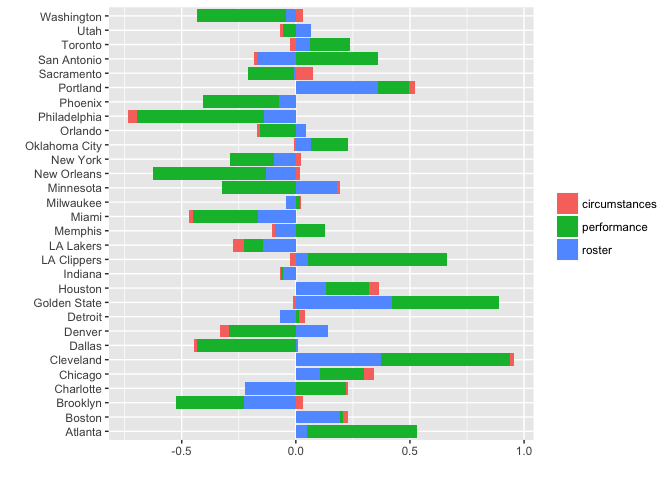 Washington
Utah
Toronto
San Antonio
Sacramento
Portland
Phoenix
Philadelphia
Orlando
Oklahoma City
New York
New Orleans
Minnesota
Milwaukee
Miami
Memphis
LA Lakers
LA Clippers
Indiana
Houston
Golden State
Detroit
Denver
Dallas
Cleveland
Chicago
Charlotte
Brooklyn
Boston
Atlanta
-0.5 0.0 0.5 1.0
circumstances
performance
roster